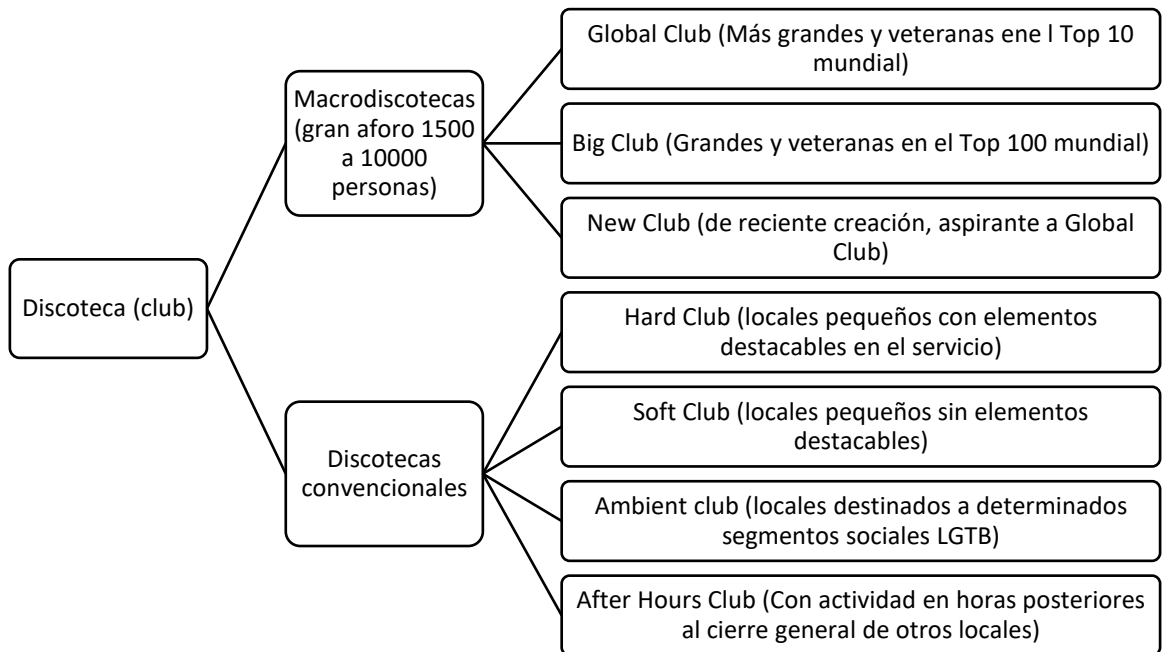 Discoteca (club)
Macrodiscotecas
(gran aforo 1500
a 10000
personas)
Global Club (Más grandes y veteranas ene l Top 10
mundial)
Big Club (Grandes y veteranas en el Top 100 mundial)
New Club (de reciente creación, aspirante a Global
Club)
Discotecas
convencionales
Hard Club (locales pequeños con elementos
destacables en el servicio)
Soft Club (locales pequeños sin elementos
destacables)
Ambient club (locales destinados a determinados
segmentos sociales LGTB)
After Hours Club (Con actividad en horas posteriores
al cierre general de otros locales)